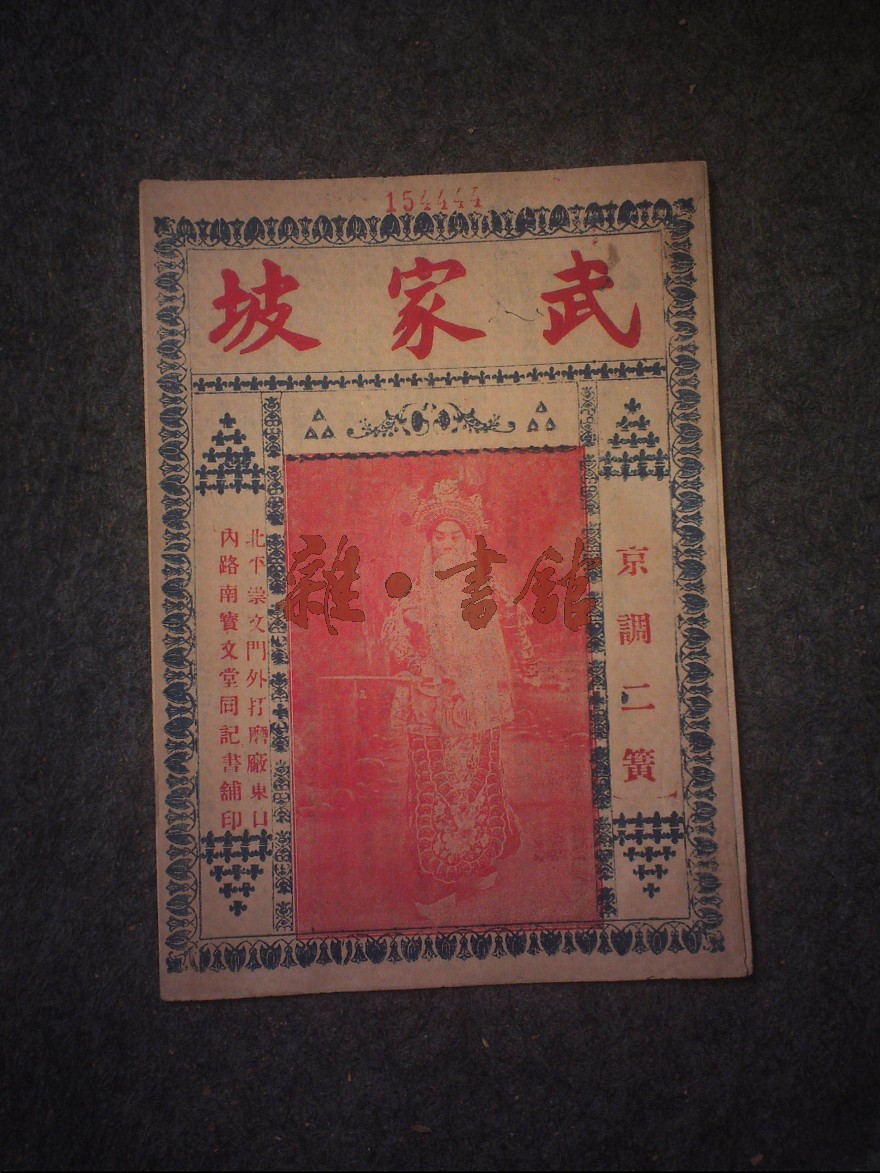 154444
武家坡
京調二簧
雜·書館
北平崇文門外打磨廠東口
內路南寶文堂同記書舖印